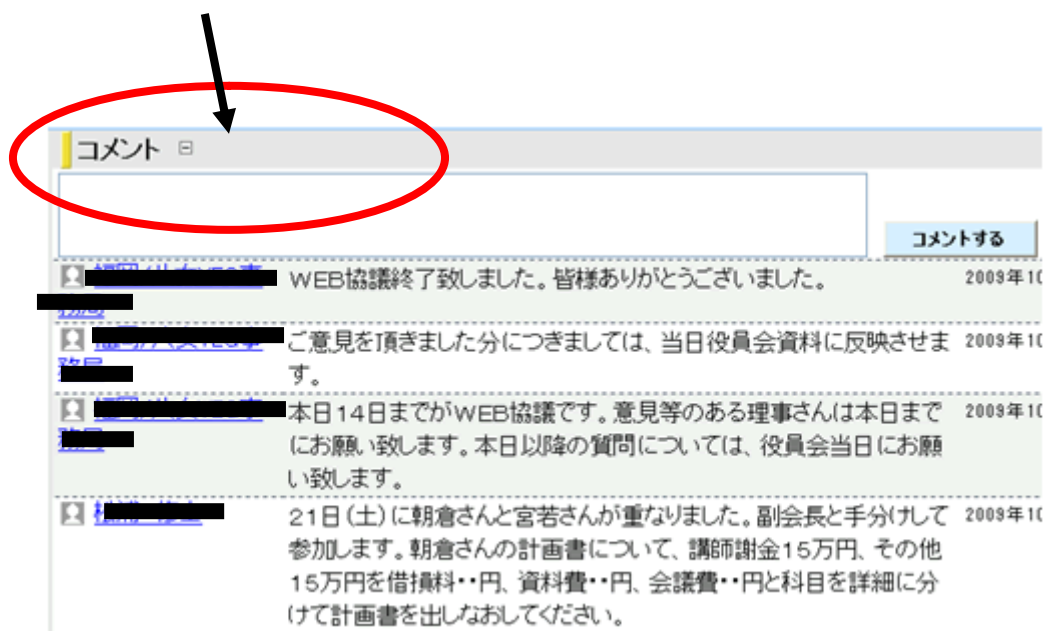 コメント
コメントする
WEB協議終了致しました。皆様ありがとうございました。 2009年10
ご意見を頂きました分につきましては、当日役員会資料に反映させま 2009年10
す。
本日14日までがWEB協議です。意見等のある理事さんは本日まで 2009年10
にお願い致します。本日以降の質問については、役員会当日にお願
い致します。
21日(土)に朝倉さんと宮若さんが重なりました。副会長と手分けして 2009年10
参加します。朝倉さんの計画書について、講師謝金15万円、その他
15万円を借損料・・円、資料費・・円、会議費・・円と科目を詳細に分
けて計画書を出しなおしてください。